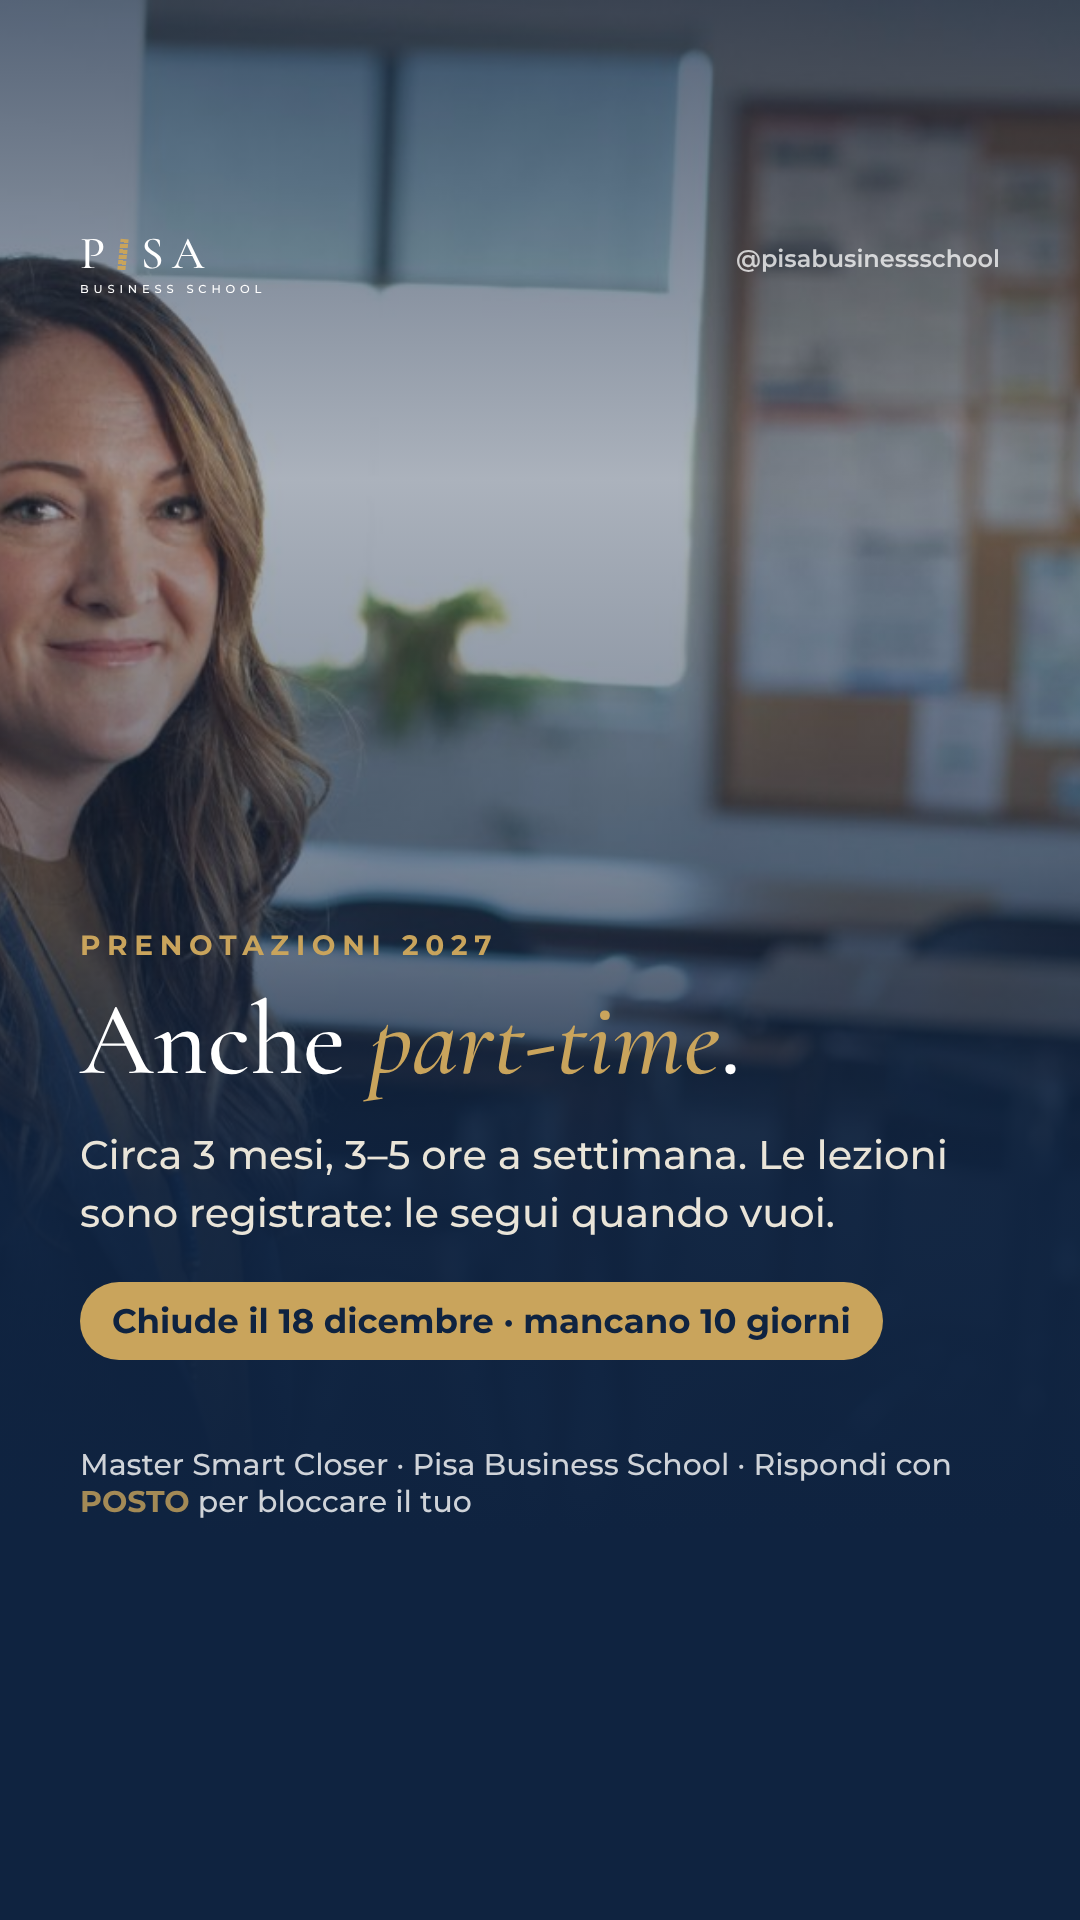 PISA
BUSINESS SCHOOL
@pisabusinessschool
PRENOTAZIONI 2027
Anche part-time.
Circa 3 mesi, 3–5 ore a settimana. Le lezioni
sono registrate: le segui quando vuoi.
Chiude il 18 dicembre · mancano 10 giorni
Master Smart Closer · Pisa Business School · Rispondi con
POSTO per bloccare il tuo